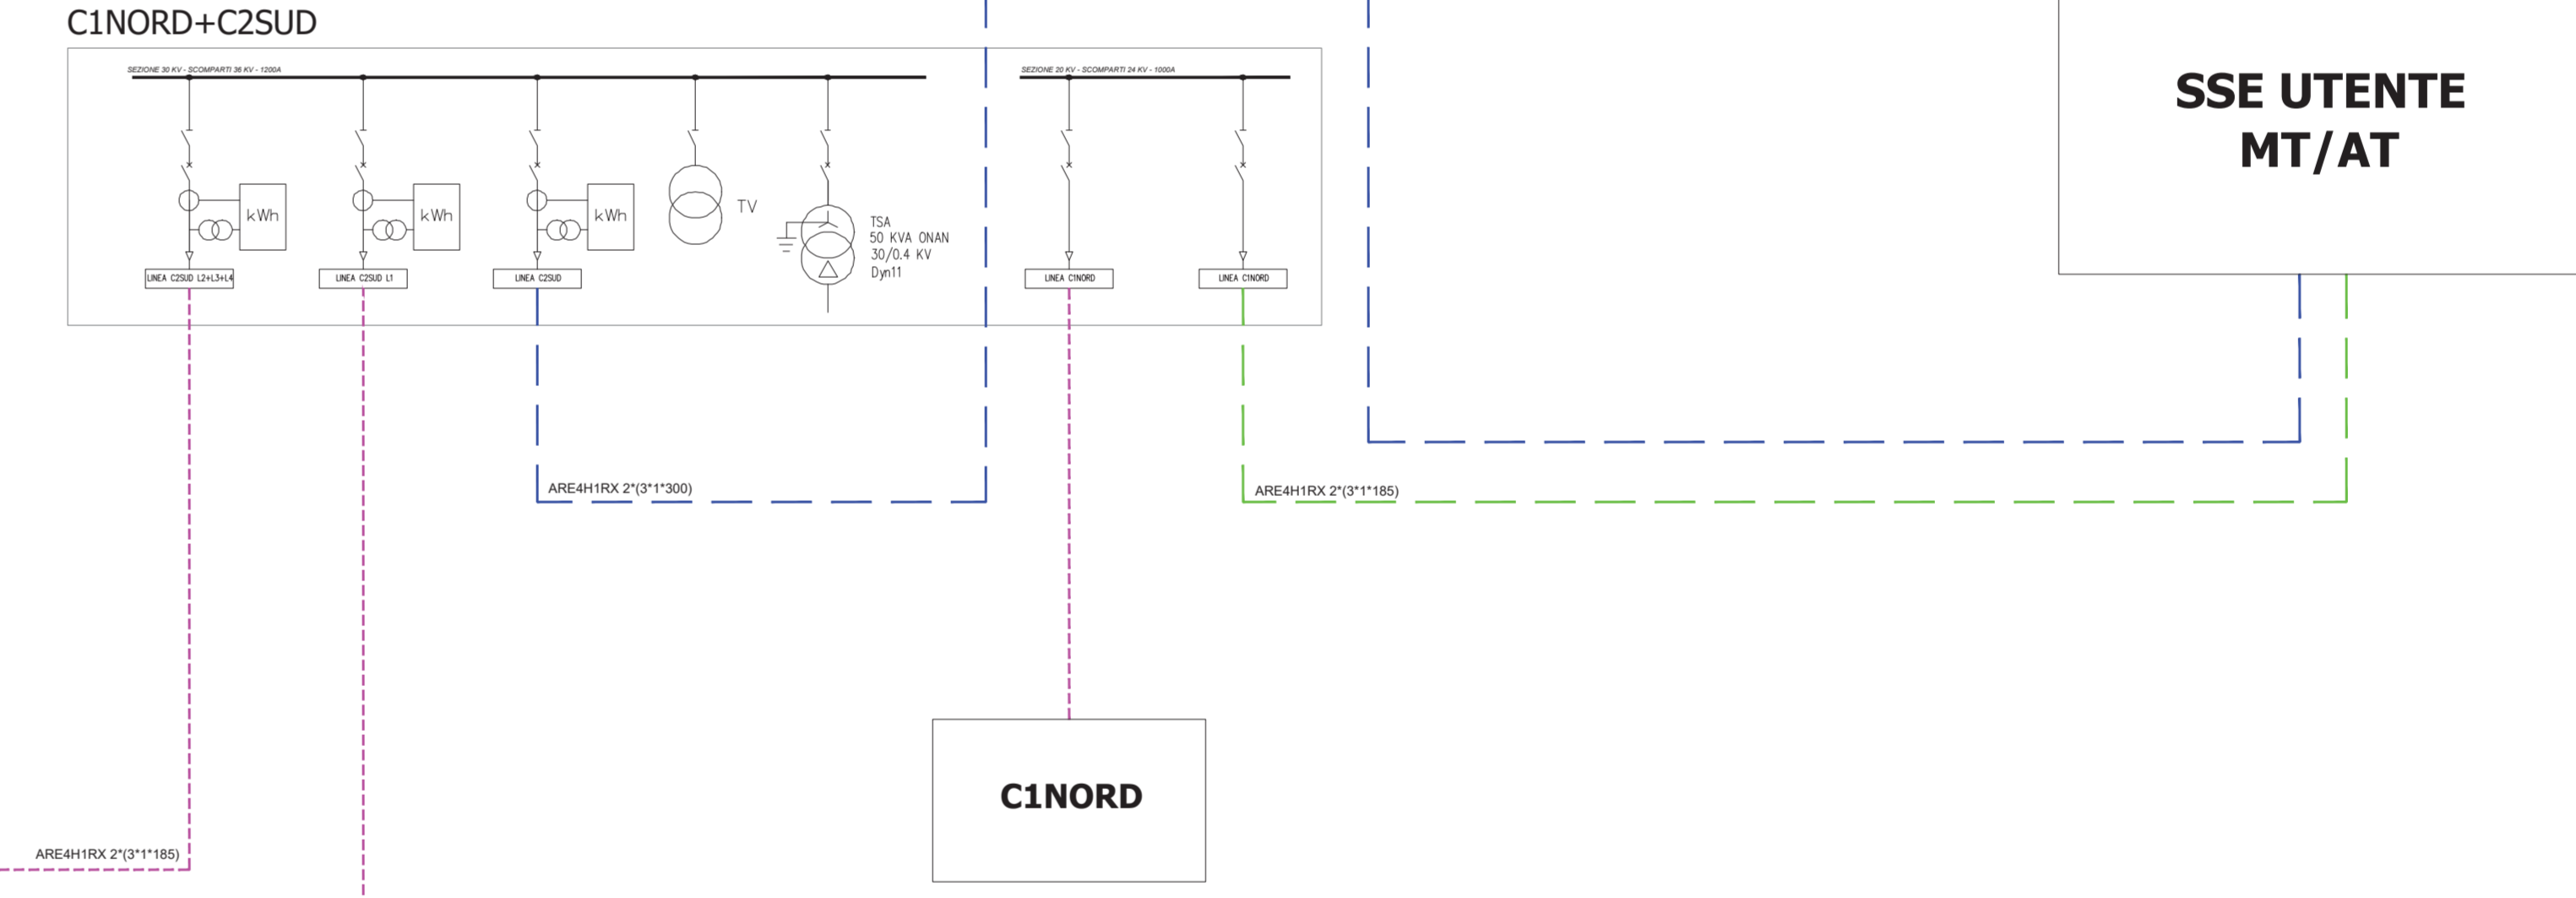 C1NORD+C2SUD
SEZIONE 30 KV - SCOMPARTI 36 KV - 1200A
SEZIONE 20 KV - SCOMPARTI 24 KV - 1000A
SSE UTENTE
MT/AT
kWh
kWh
kWh
TV
TSA
50 KVA ONAN
30/0.4 KV
Dyn11
LINEA C2SUD L2+L3+L4
LINEA C2SUD L1
LINEA C2SUD
LINEA C1NORD
LINEA C1NORD
ARE4H1RX 2*(3*1*300)
ARE4H1RX 2*(3*1*185)
C1NORD
ARE4H1RX 2*(3*1*185)